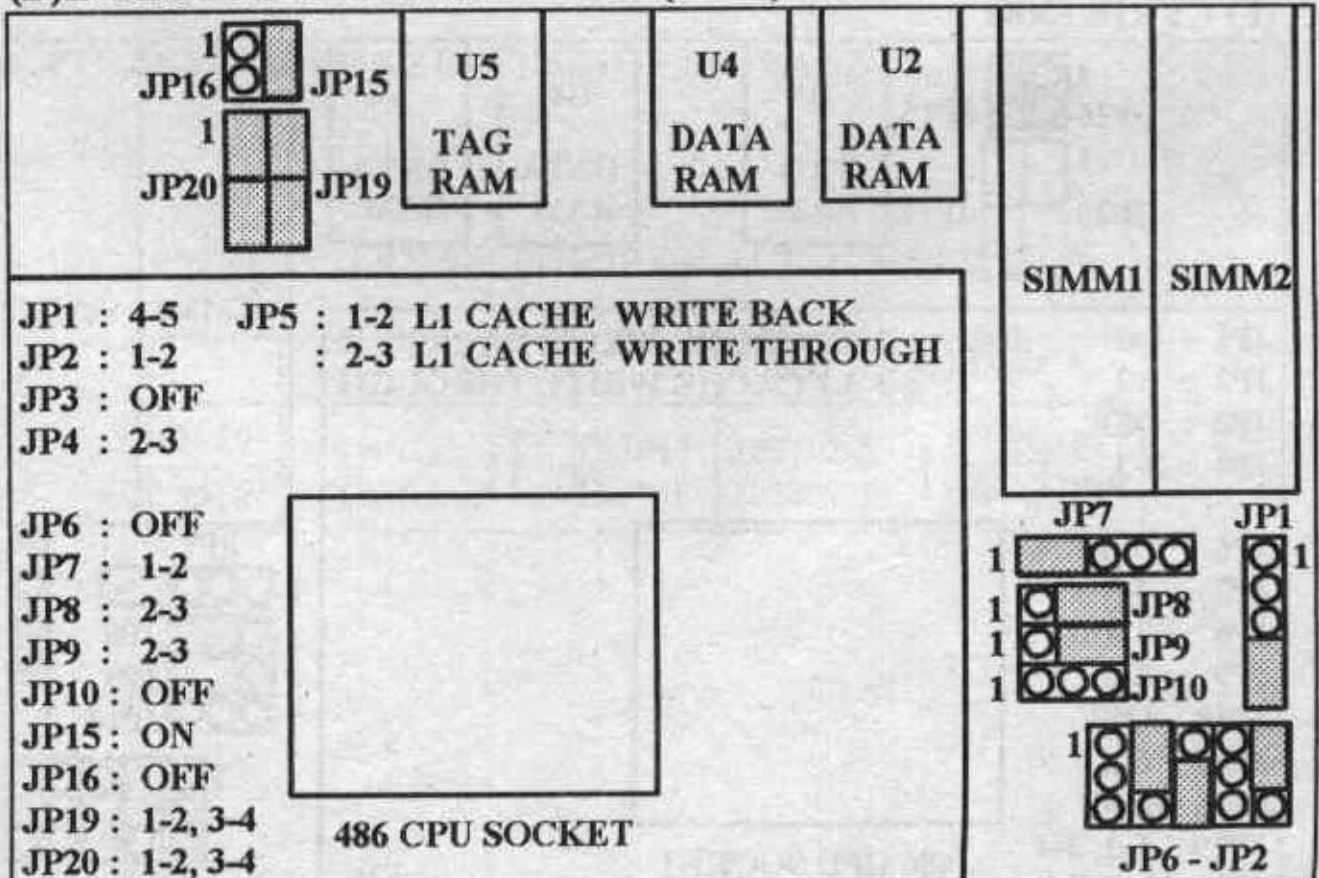 1
JP16 JP15
1
JP20 JP19
U5
TAG
RAM
U4
DATA
RAM
U2
DATA
RAM
SIMM1 SIMM2
JP1 : 4-5 JP5 : 1-2 L1 CACHE WRITE BACK
JP2 : 1-2 : 2-3 L1 CACHE WRITE THROUGH
JP3 : OFF
JP4 : 2-3
JP6 : OFF
JP7 : 1-2
JP8 : 2-3
JP9 : 2-3
JP10 : OFF
JP15 : ON
JP16 : OFF
JP19 : 1-2, 3-4
JP20 : 1-2, 3-4
486 CPU SOCKET
JP7 JP1
1 1
1 JP8
1 JP9
1 JP10
1
JP6 - JP2